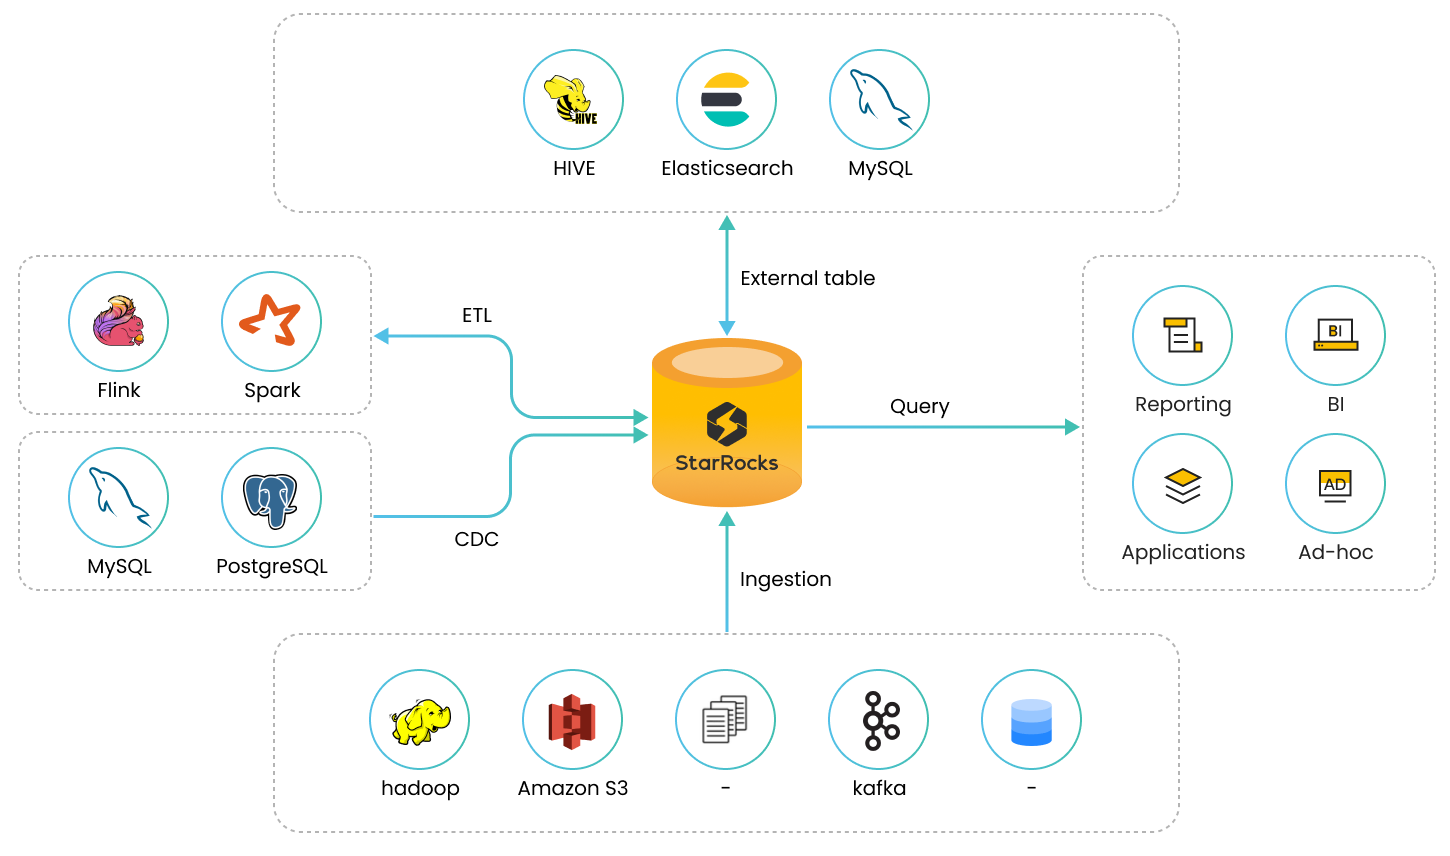 HIVE
HIVE Elasticsearch MySQL
External table
ETL
Flink Spark
BI
Reporting BI
Query
StarRocks
AD
Applications Ad-hoc
CDC
MySQL PostgreSQL
Ingestion
hadoop Amazon S3 - kafka -